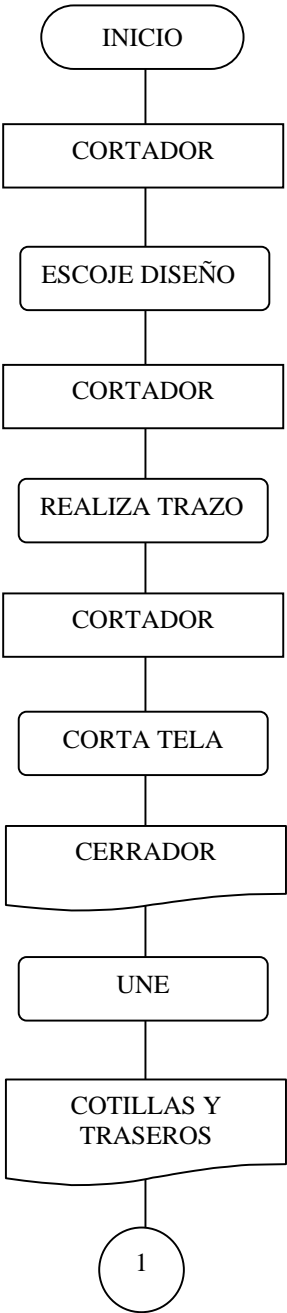 INICIO
CORTADOR
ESCOJE DISEÑO
CORTADOR
REALIZA TRAZO
CORTADOR
CORTA TELA
CERRADOR
UNE
COTILLAS Y
TRASEROS
1